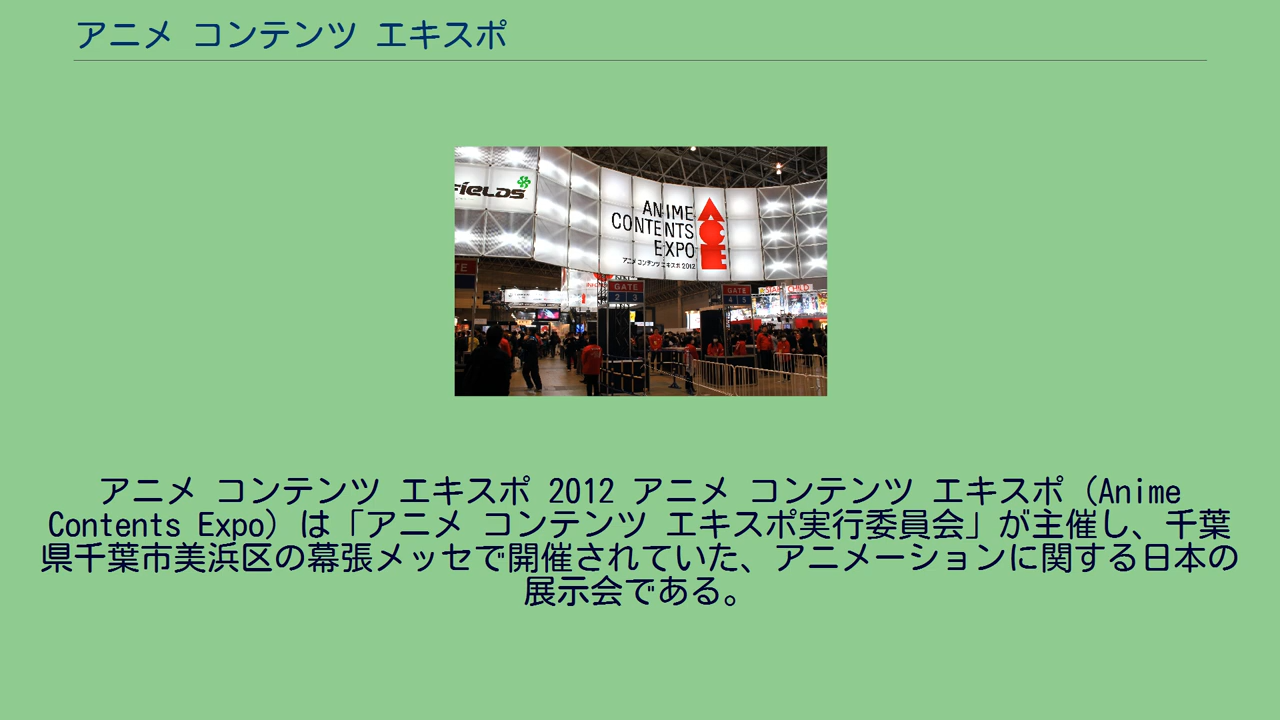 アニメ コンテンツ エキスポ
FIELDS
ANIME
CONTENTS
EXPO
ACE
アニメ コンテンツ エキスポ 2012
GATE
2 3
GATE
4 5
STAR CHILD
アニメ コンテンツ エキスポ 2012 アニメ コンテンツ エキスポ（Anime
Contents Expo）は「アニメ コンテンツ エキスポ実行委員会」が主催し、千葉
県千葉市美浜区の幕張メッセで開催されていた、アニメーションに関する日本の
展示会である。